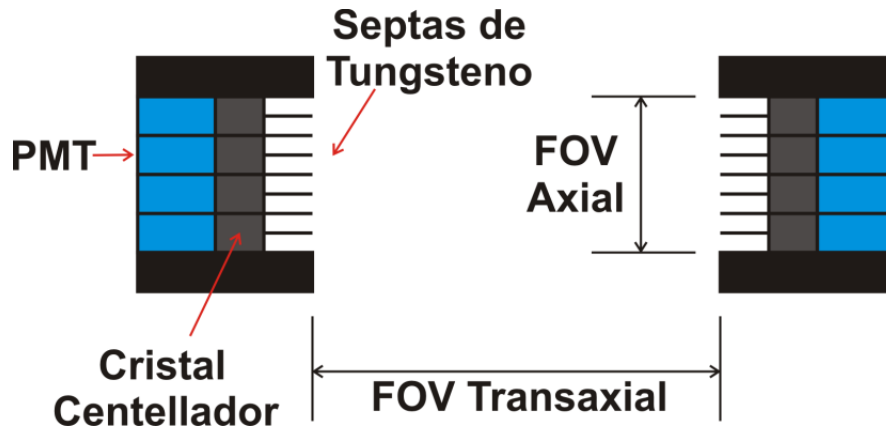 Septas de
Tungsteno
PMT
FOV
Axial
Cristal
Centellador
FOV Transaxial